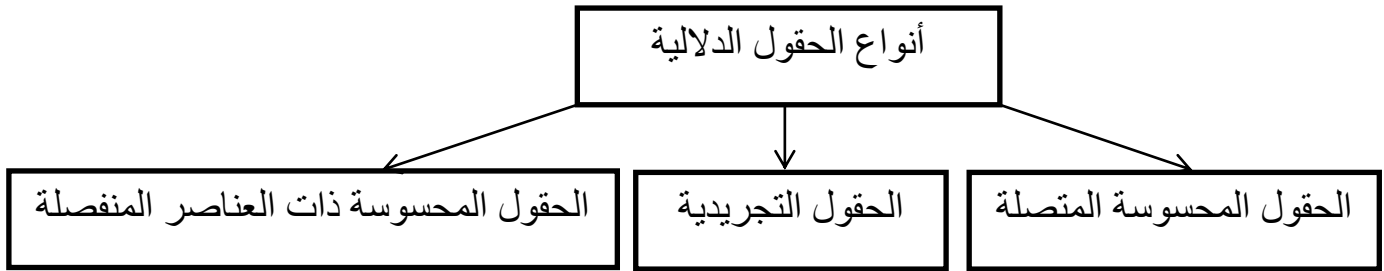 أنواع الحقول الدلالية
الحقول المحسوسة المتصلة
الحقول التجريدية
الحقول المحسوسة ذات العناصر المنفصلة